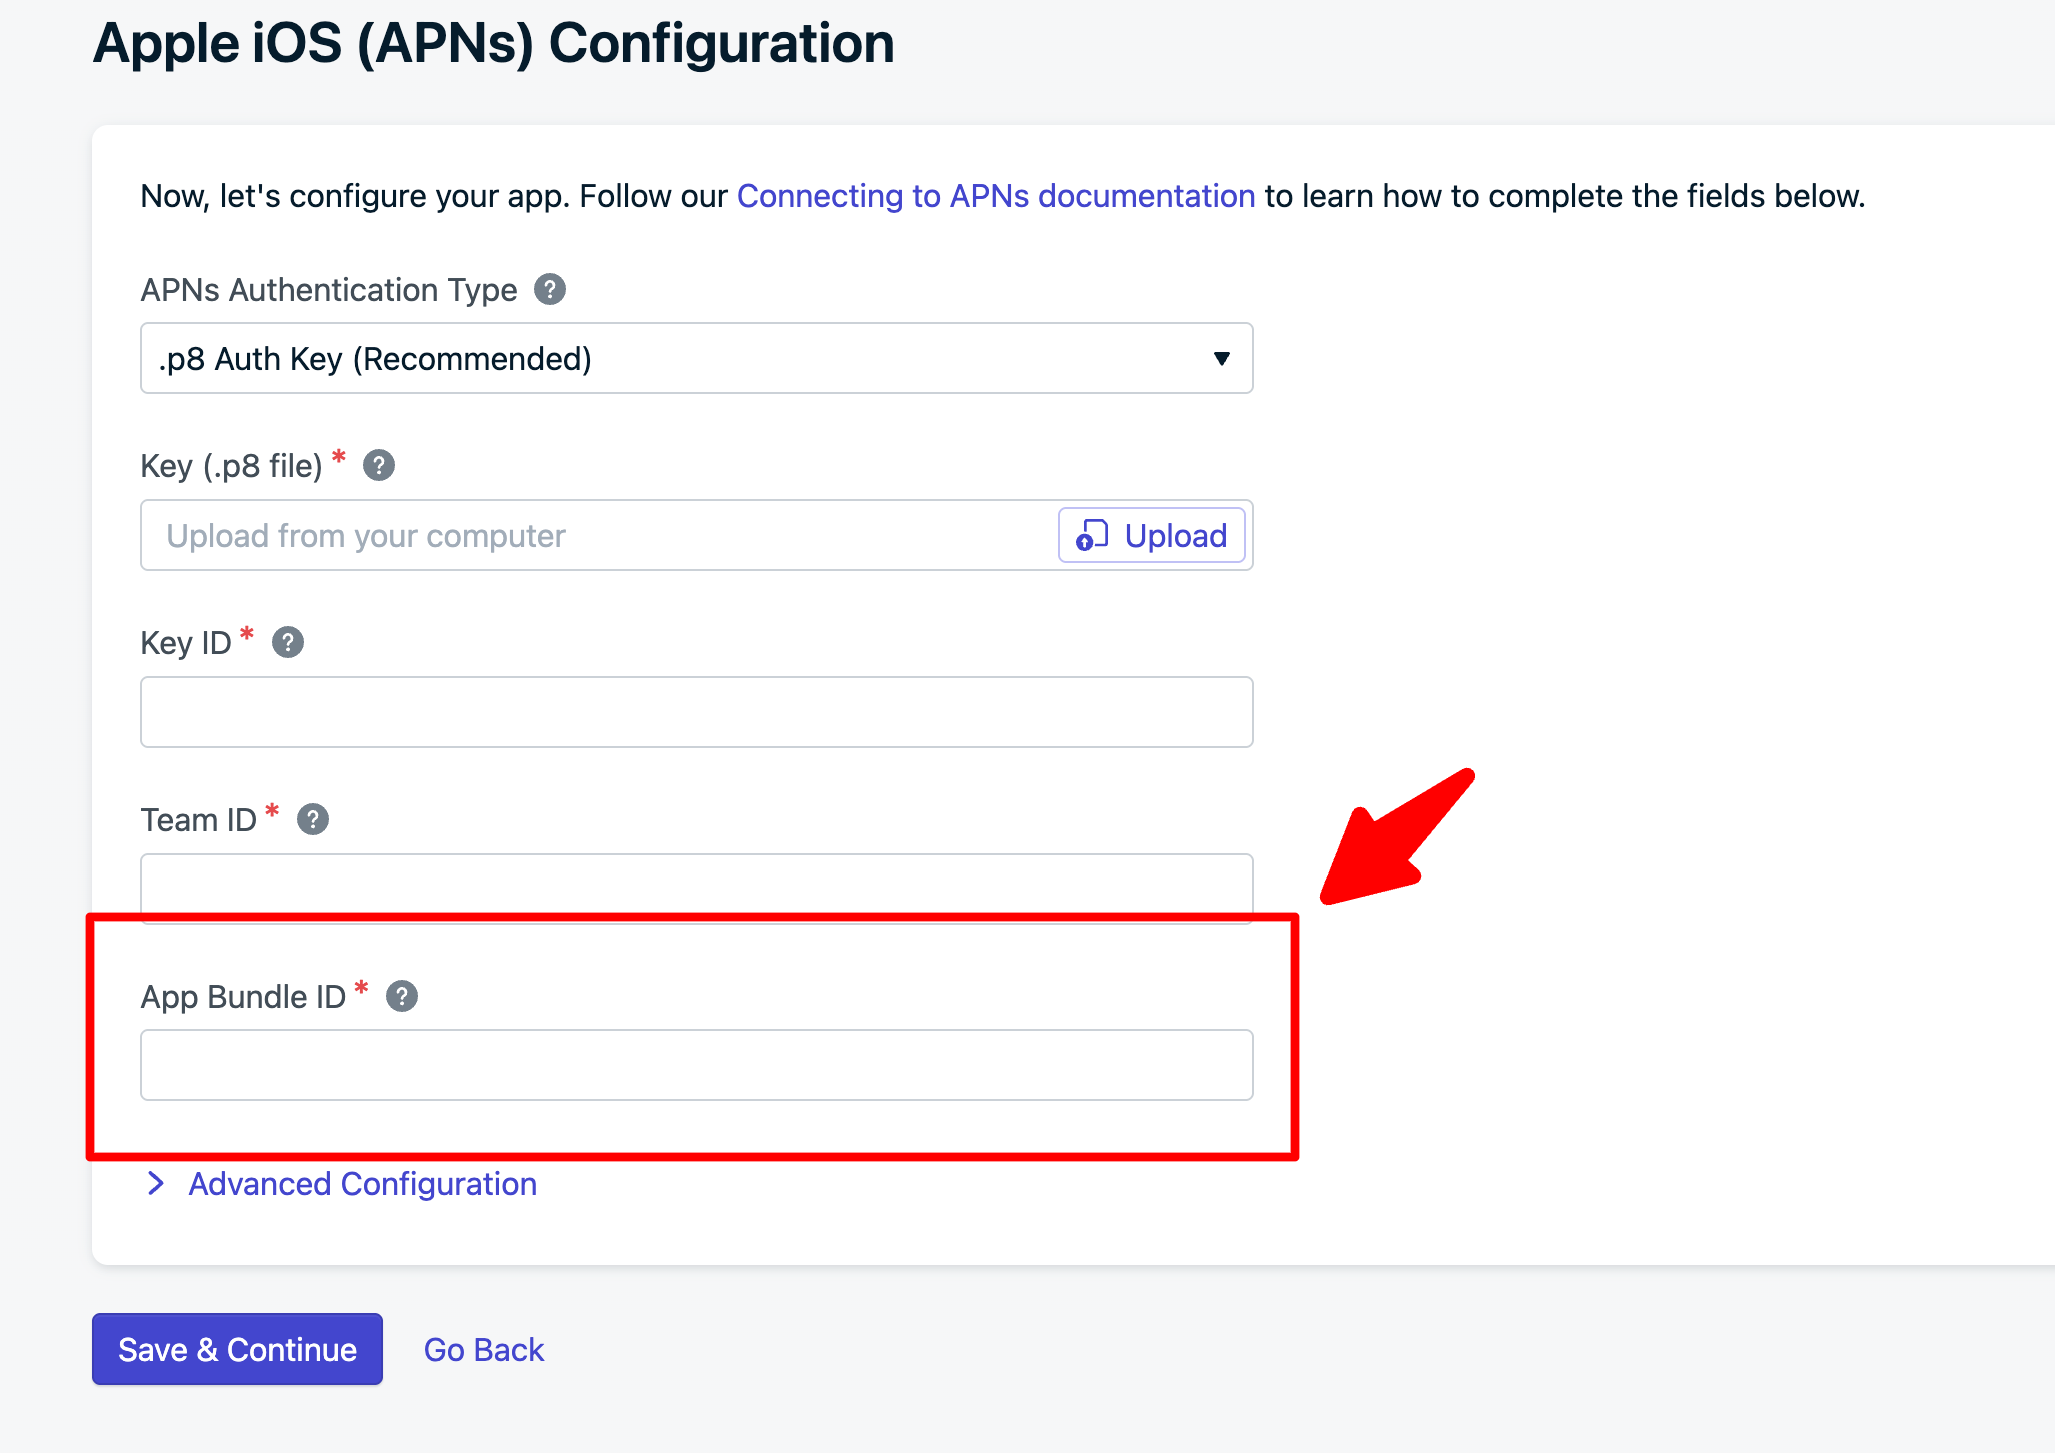 Apple iOS (APNs) Configuration
Now, let's configure your app. Follow our Connecting to APNs documentation to learn how to complete the fields below.
APNs Authentication Type ?
.p8 Auth Key (Recommended)
Key (.p8 file) * ?
Upload from your computer
Upload
Key ID * ?
Team ID * ?
App Bundle ID * ?
Advanced Configuration
Save & Continue
Go Back